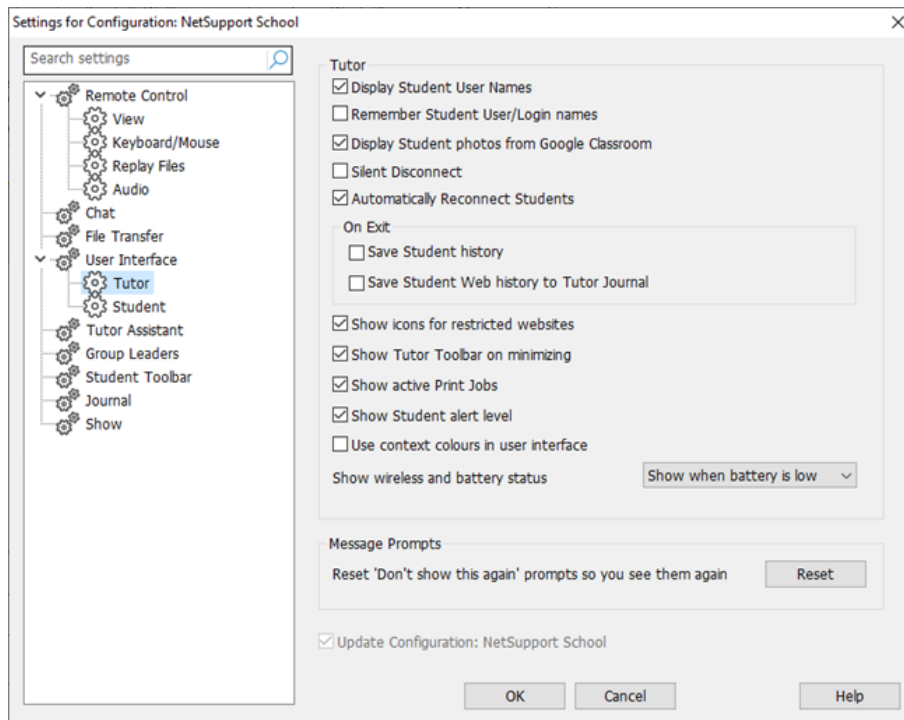 Settings for Configuration: NetSupport School
Search settings
Remote Control
View
Keyboard/Mouse
Replay Files
Audio
Chat
File Transfer
User Interface
Tutor
Student
Tutor Assistant
Group Leaders
Student Toolbar
Journal
Show
Tutor
Display Student User Names
Remember Student User/Login names
Display Student photos from Google Classroom
Silent Disconnect
Automatically Reconnect Students
On Exit
Save Student history
Save Student Web history to Tutor Journal
Show icons for restricted websites
Show Tutor Toolbar on minimizing
Show active Print Jobs
Show Student alert level
Use context colours in user interface
Show wireless and battery status Show when battery is low
Message Prompts
Reset 'Don't show this again' prompts so you see them again Reset
Update Configuration: NetSupport School
OK Cancel Help